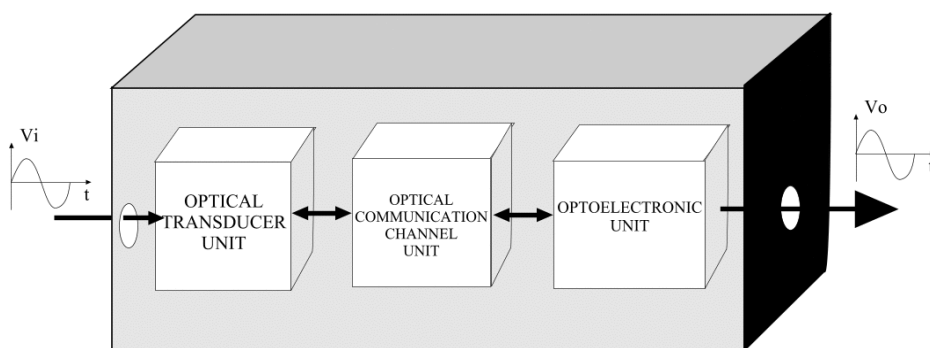 Vi
t
OPTICAL
TRANSDUCER
UNIT
OPTICAL
COMMUNICATION
CHANNEL
UNIT
OPTOELECTRONIC
UNIT
Vo
t